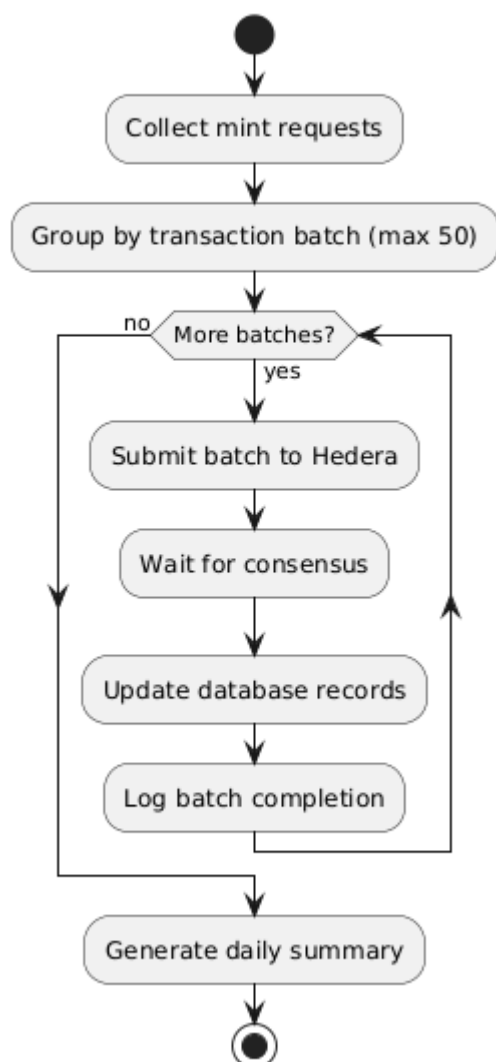 Collect mint requests
Group by transaction batch (max 50)
no
More batches?
yes
Submit batch to Hedera
Wait for consensus
Update database records
Log batch completion
Generate daily summary